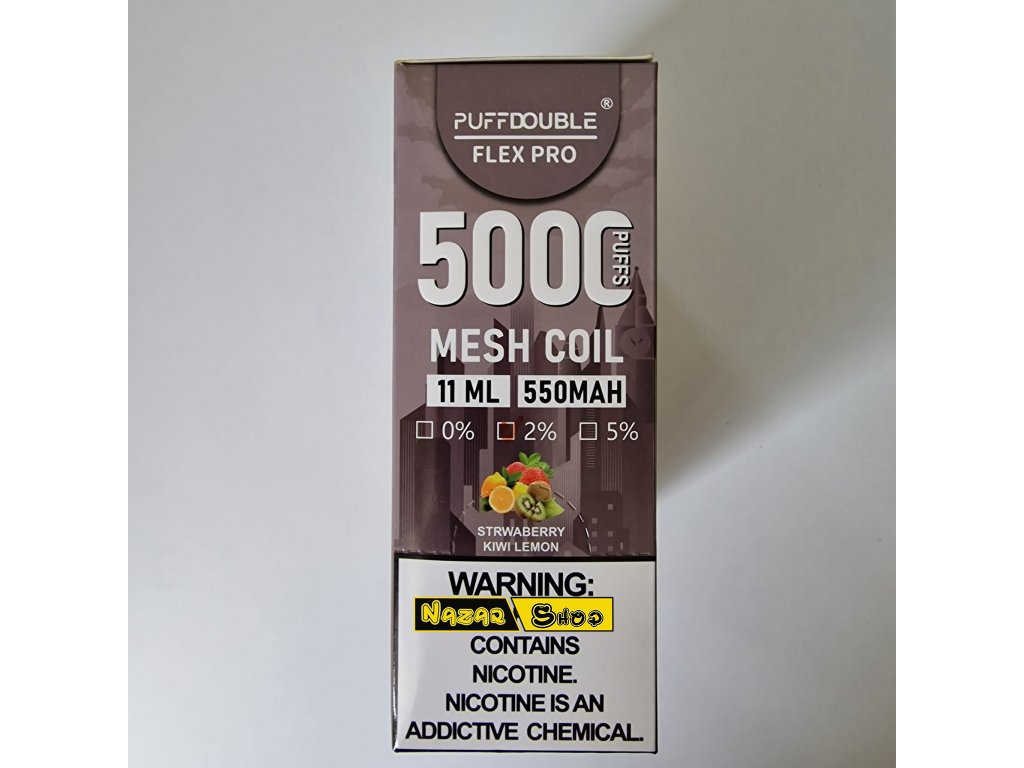 PUFFDOUBLE ®
FLEX PRO
5000 PUFFS
MESH COIL
11 ML 550MAH
0% 2% 5%
STRWABERRY
KIWI LEMON
WARNING:
NAZAR SHOP
CONTAINS
NICOTINE.
NICOTINE IS AN
ADDICTIVE CHEMICAL.